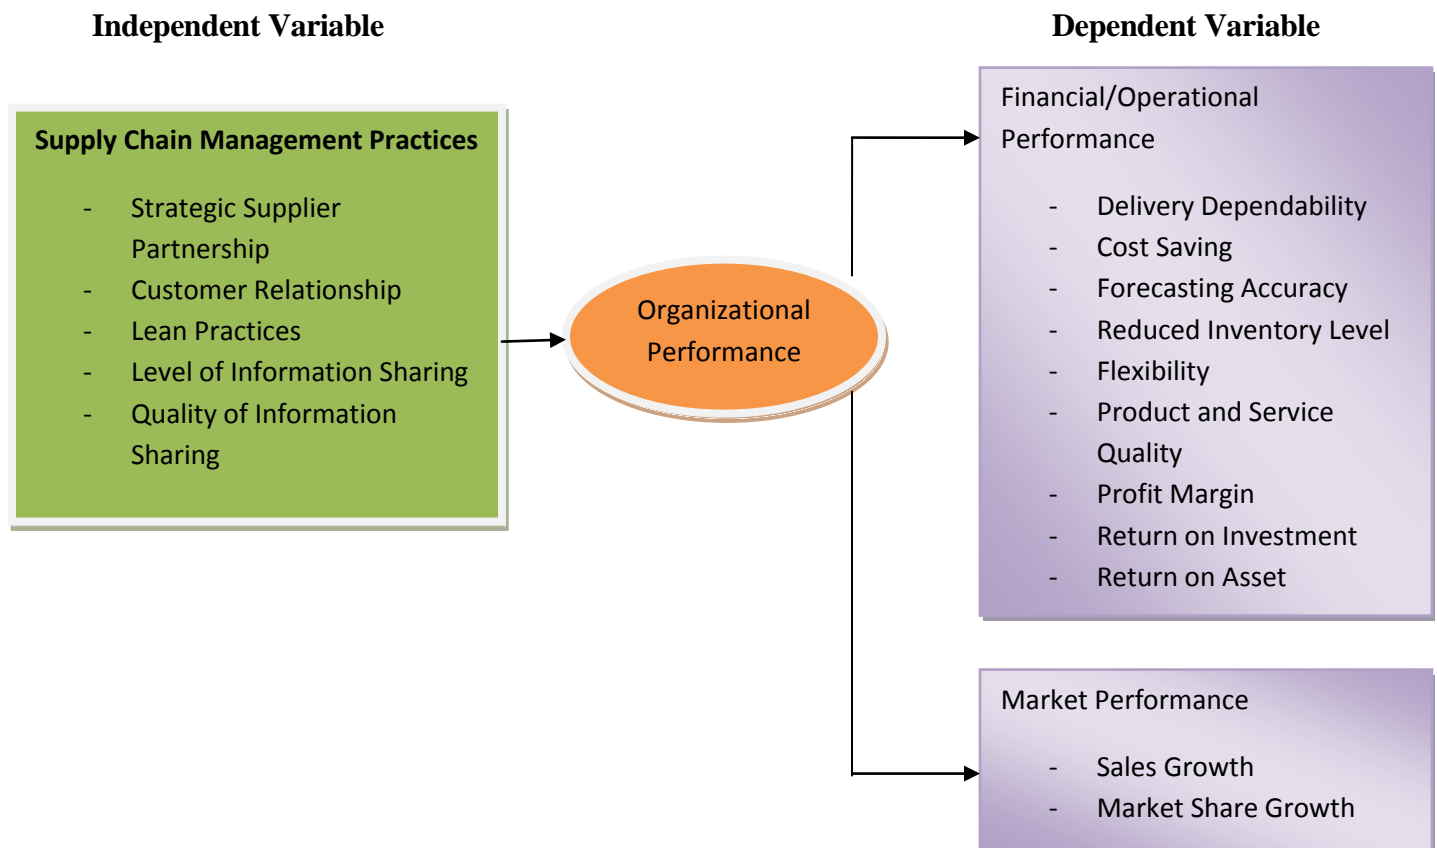 Independent Variable
Dependent Variable
Supply Chain Management Practices
- Strategic Supplier
Partnership
- Customer Relationship
- Lean Practices
- Level of Information Sharing
- Quality of Information
Sharing
Organizational
Performance
Financial/Operational
Performance
- Delivery Dependability
- Cost Saving
- Forecasting Accuracy
- Reduced Inventory Level
- Flexibility
- Product and Service
Quality
- Profit Margin
- Return on Investment
- Return on Asset
Market Performance
- Sales Growth
- Market Share Growth